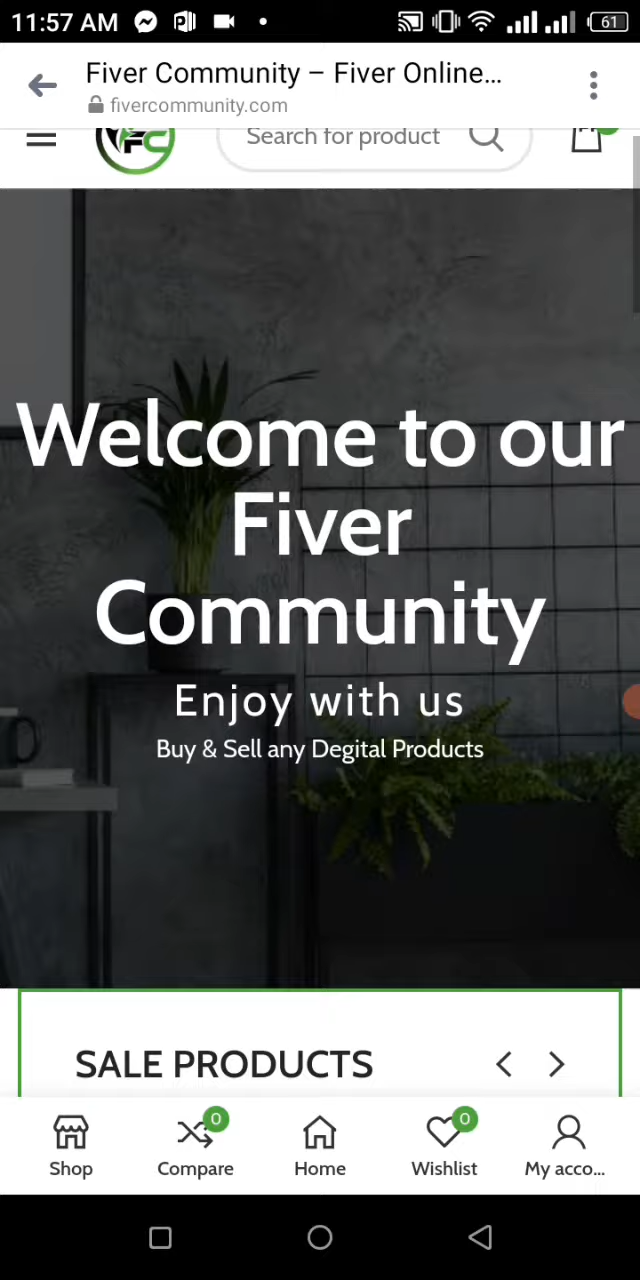 11:57 AM
61
Fiver Community – Fiver Online...
fivercommunity.com
FC
Search for product
Welcome to our
Fiver
Community
Enjoy with us
Buy & Sell any Degital Products
SALE PRODUCTS
0
0
Shop
Compare
Home
Wishlist
My acco...